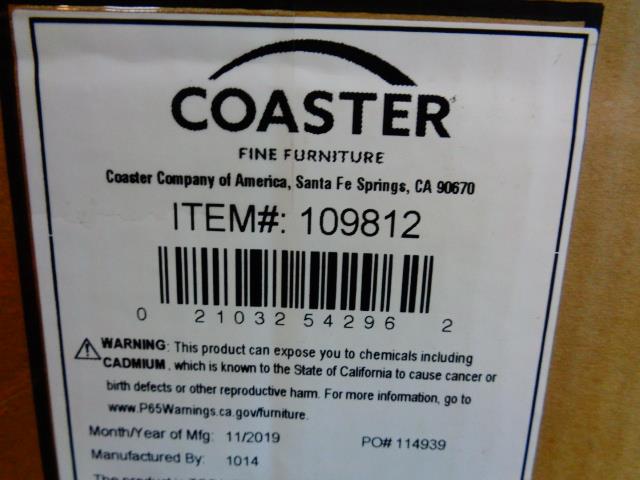 COASTER
FINE FURNITURE
Coaster Company of America, Santa Fe Springs, CA 90670
ITEM#: 109812
0 21032 54296 2
WARNING: This product can expose you to chemicals including
CADMIUM, which is known to the State of California to cause cancer or
birth defects or other reproductive harm. For more information, go to
www.P65Warnings.ca.gov/furniture.
Month/Year of Mfg: 11/2019 PO# 114939
Manufactured By: 1014